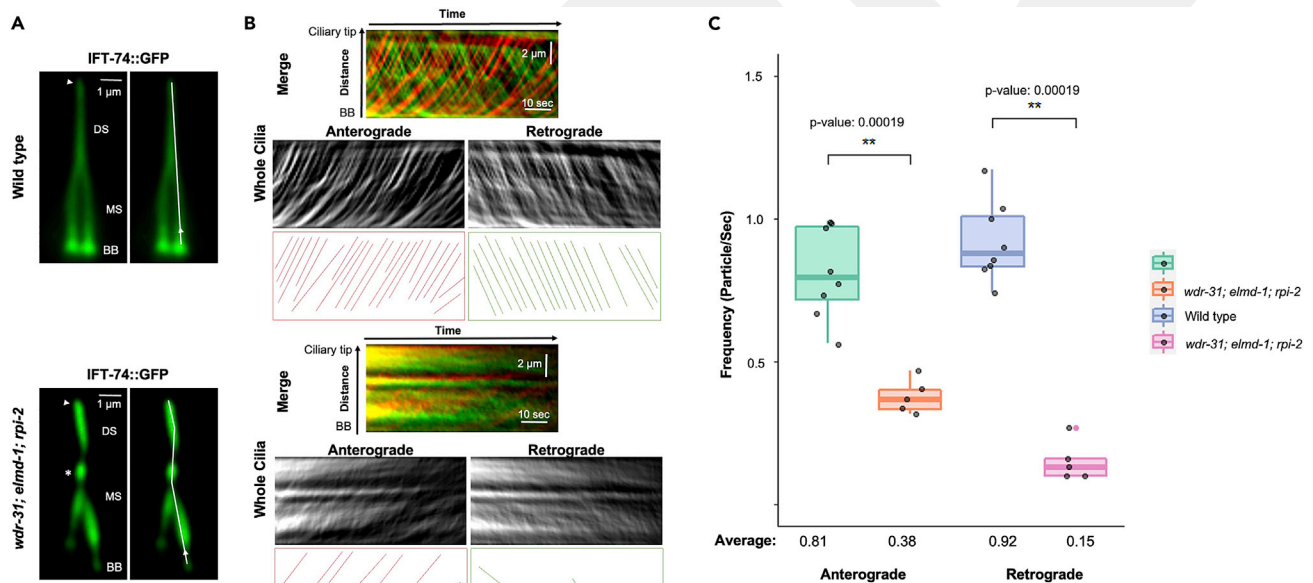 A
IFT-74::GFP
Wild type
1 µm
DS
MS
BB
IFT-74::GFP
wdr-31; elmd-1; rpi-2
1 µm
DS
*
MS
BB
B
Time
Ciliary tip
Merge
Distance
BB
2 µm
10 sec
Anterograde
Retrograde
Whole Cilia
Time
Ciliary tip
Merge
Distance
BB
2 µm
10 sec
Anterograde
Retrograde
Whole Cilia
C
Frequency (Particle/Sec)
1.5
1.0
0.5
p-value: 0.00019
**
p-value: 0.00019
**
wdr-31; elmd-1; rpi-2
Wild type
wdr-31; elmd-1; rpi-2
Average: 0.81 0.38 0.92 0.15
Anterograde Retrograde